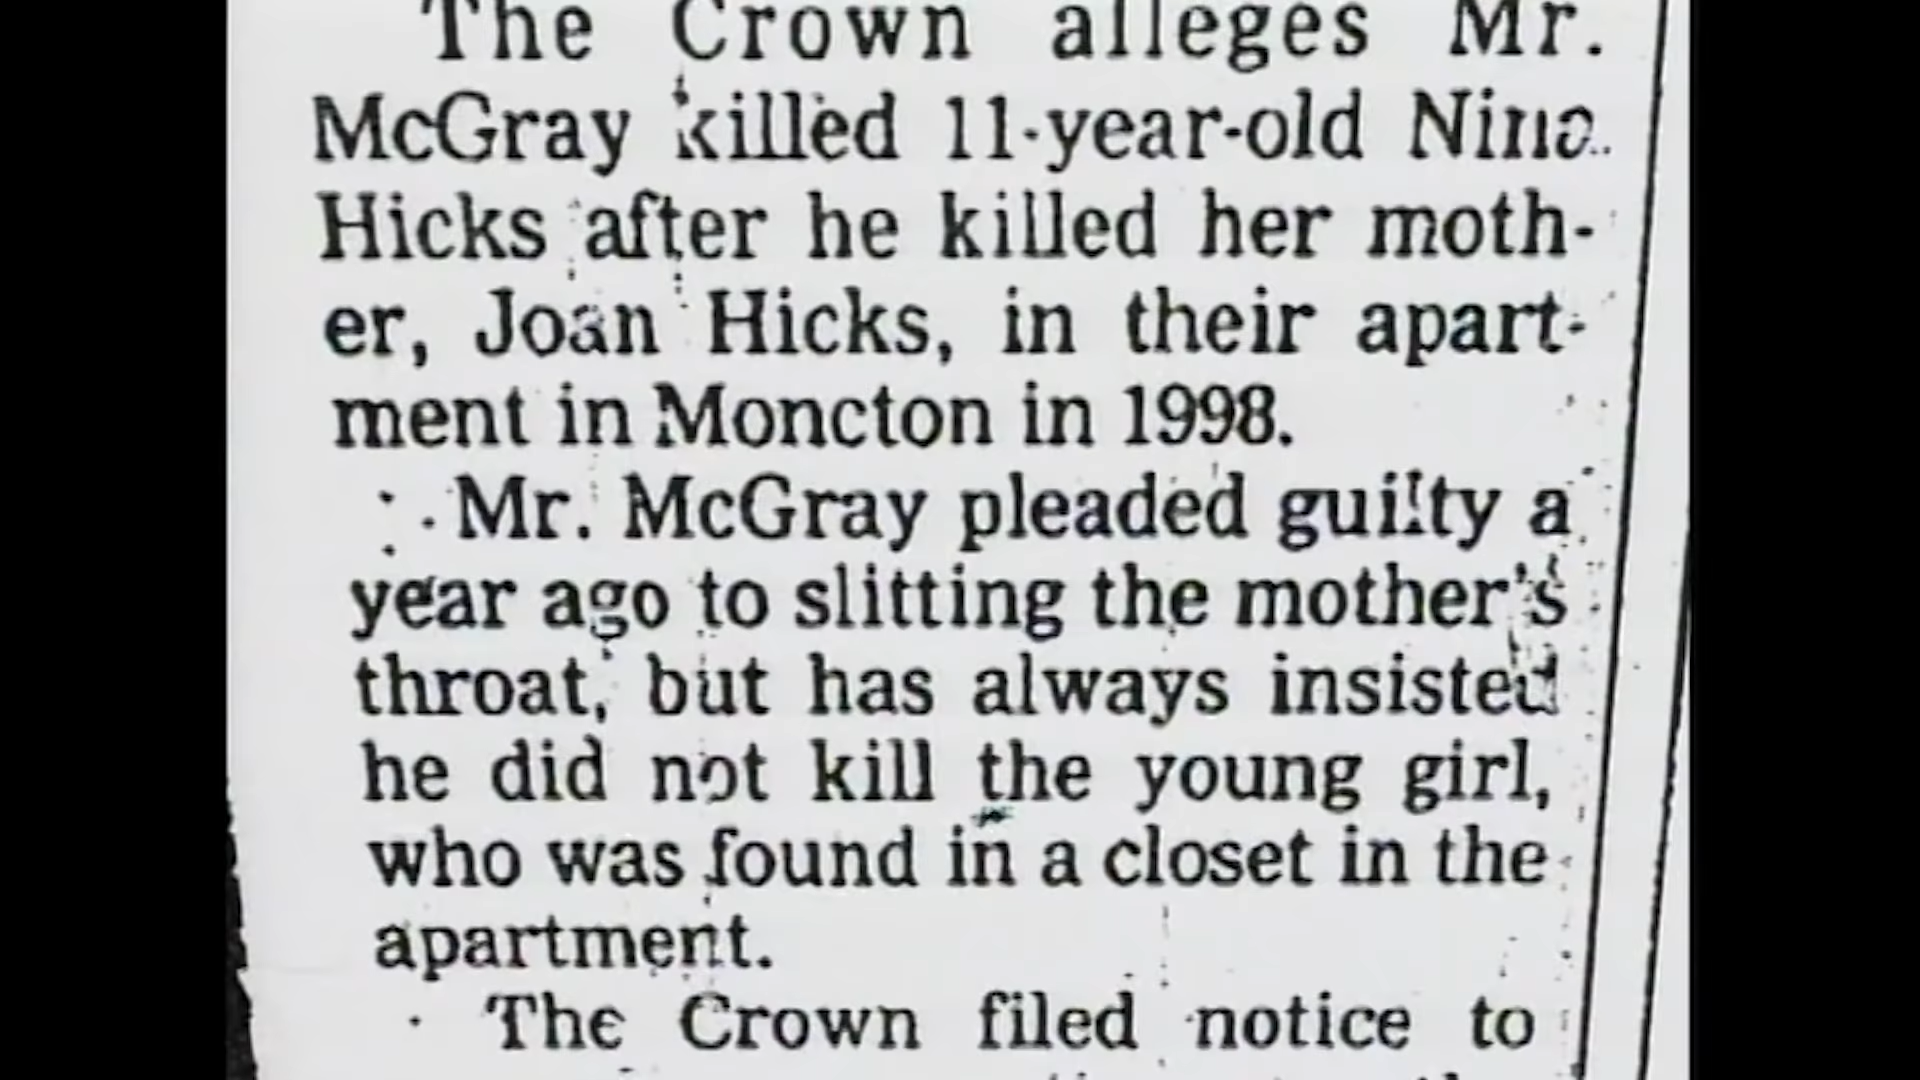 The Crown alleges Mr.
McGray killed 11-year-old Nina
Hicks after he killed her moth-
er, Joan Hicks, in their apart-
ment in Moncton in 1998.
Mr. McGray pleaded guilty a
year ago to slitting the mother's
throat, but has always insisted
he did not kill the young girl,
who was found in a closet in the
apartment.
The Crown filed notice to